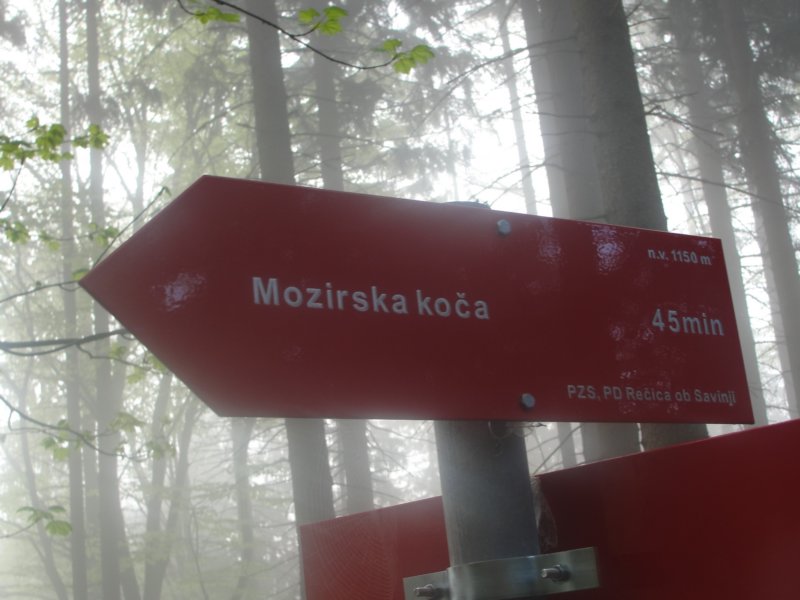 n.v. 1150 m
Mozirska koča
45min
PZS, PD Rečica ob Savinji